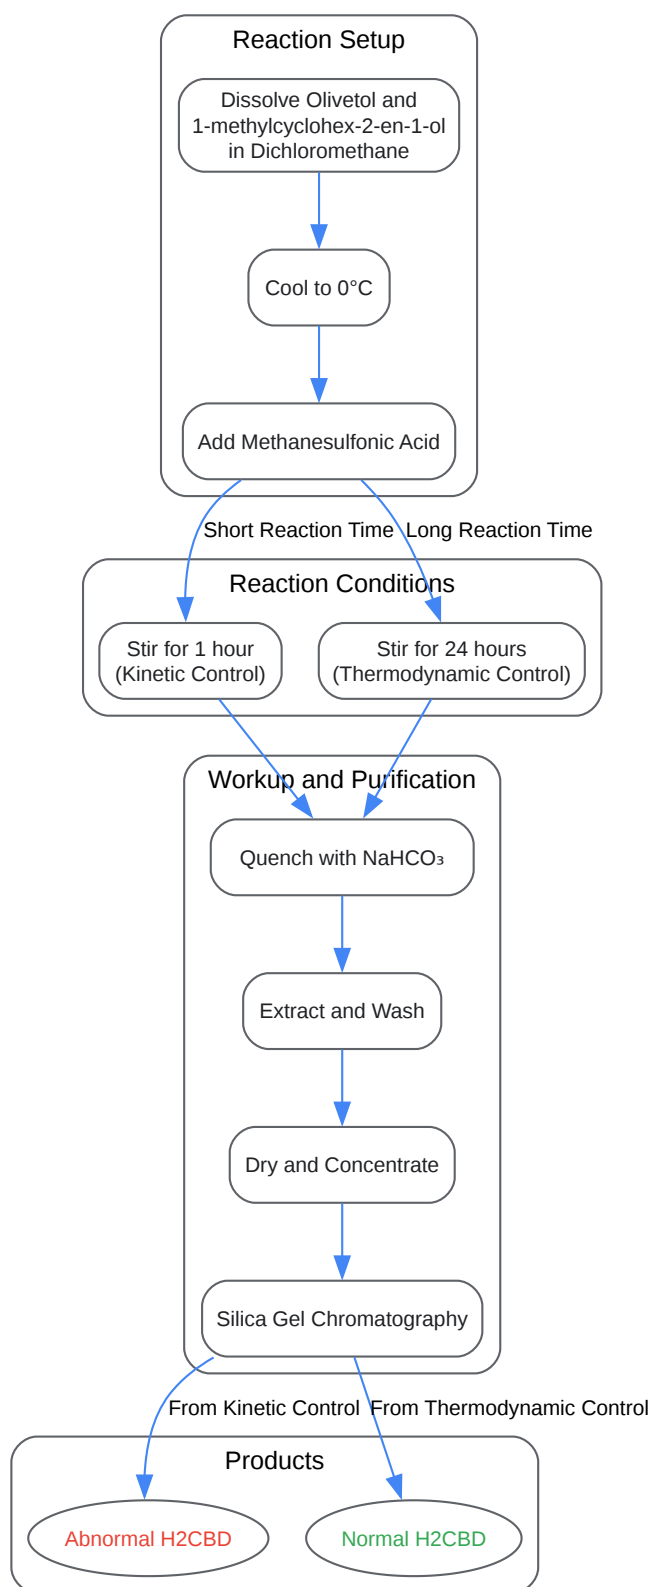 Reaction Setup
Dissolve Olivetol and
1-methylcyclohex-2-en-1-ol
in Dichloromethane
Cool to 0°C
Add Methanesulfonic Acid
Short Reaction Time
Long Reaction Time
Reaction Conditions
Stir for 1 hour
(Kinetic Control)
Stir for 24 hours
(Thermodynamic Control)
Workup and Purification
Quench with NaHCO₃
Extract and Wash
Dry and Concentrate
Silica Gel Chromatography
From Kinetic Control
From Thermodynamic Control
Products
Abnormal H2CBD
Normal H2CBD